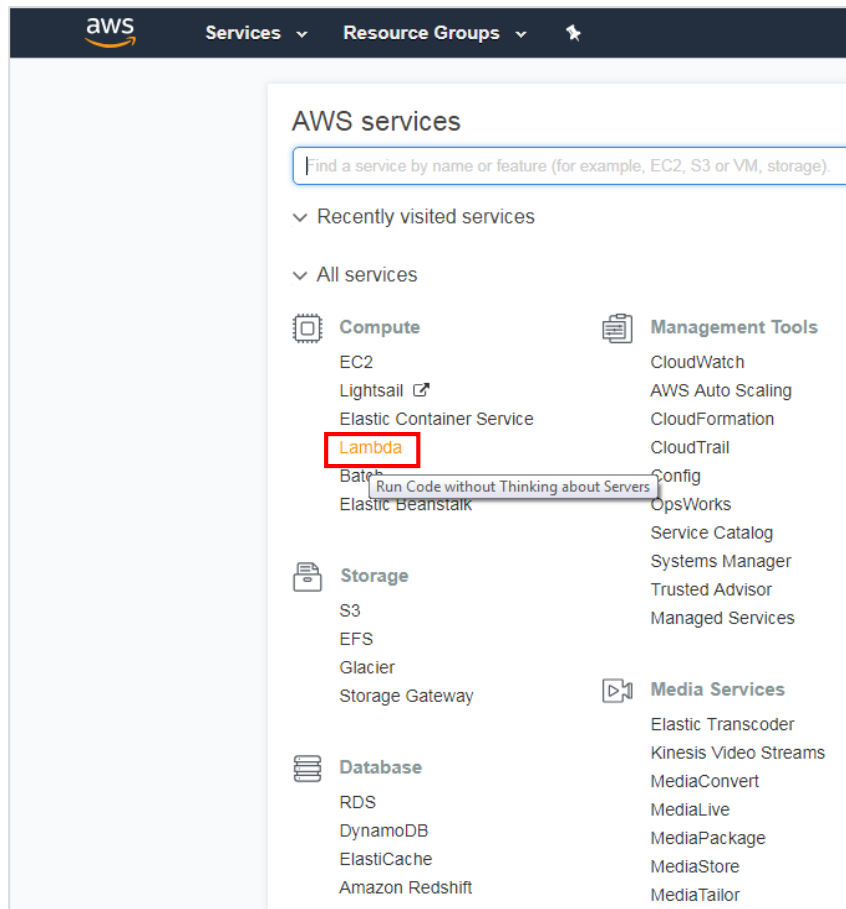 aws Services Resource Groups
AWS services
Find a service by name or feature (for example, EC2, S3 or VM, storage).
Recently visited services
All services
Compute
EC2
Lightsail
Elastic Container Service
Lambda
Batch
Run Code without Thinking about Servers
Elastic Beanstalk
Storage
S3
EFS
Glacier
Storage Gateway
Database
RDS
DynamoDB
ElastiCache
Amazon Redshift
Management Tools
CloudWatch
AWS Auto Scaling
CloudFormation
CloudTrail
Config
OpsWorks
Service Catalog
Systems Manager
Trusted Advisor
Managed Services
Media Services
Elastic Transcoder
Kinesis Video Streams
MediaConvert
MediaLive
MediaPackage
MediaStore
MediaTailor